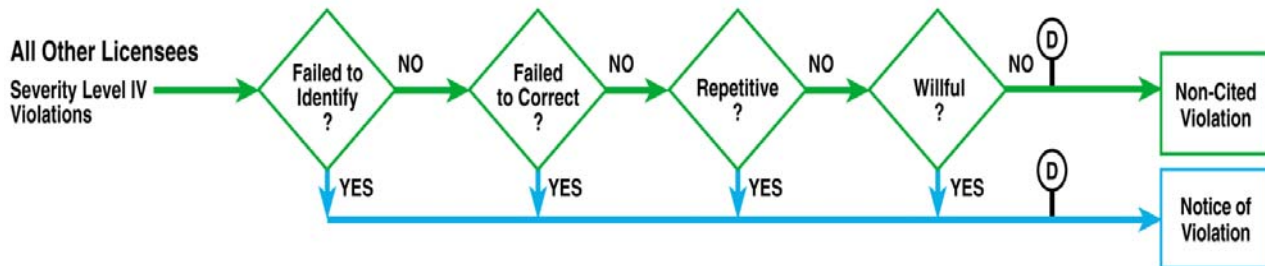 All Other Licensees
Severity Level IV
Violations
Failed to
Identify
?
NO
Failed
to Correct
?
NO
Repetitive
?
NO
Willful
?
NO
D
Non-Cited
Violation
YES
YES
YES
YES
D
Notice of
Violation